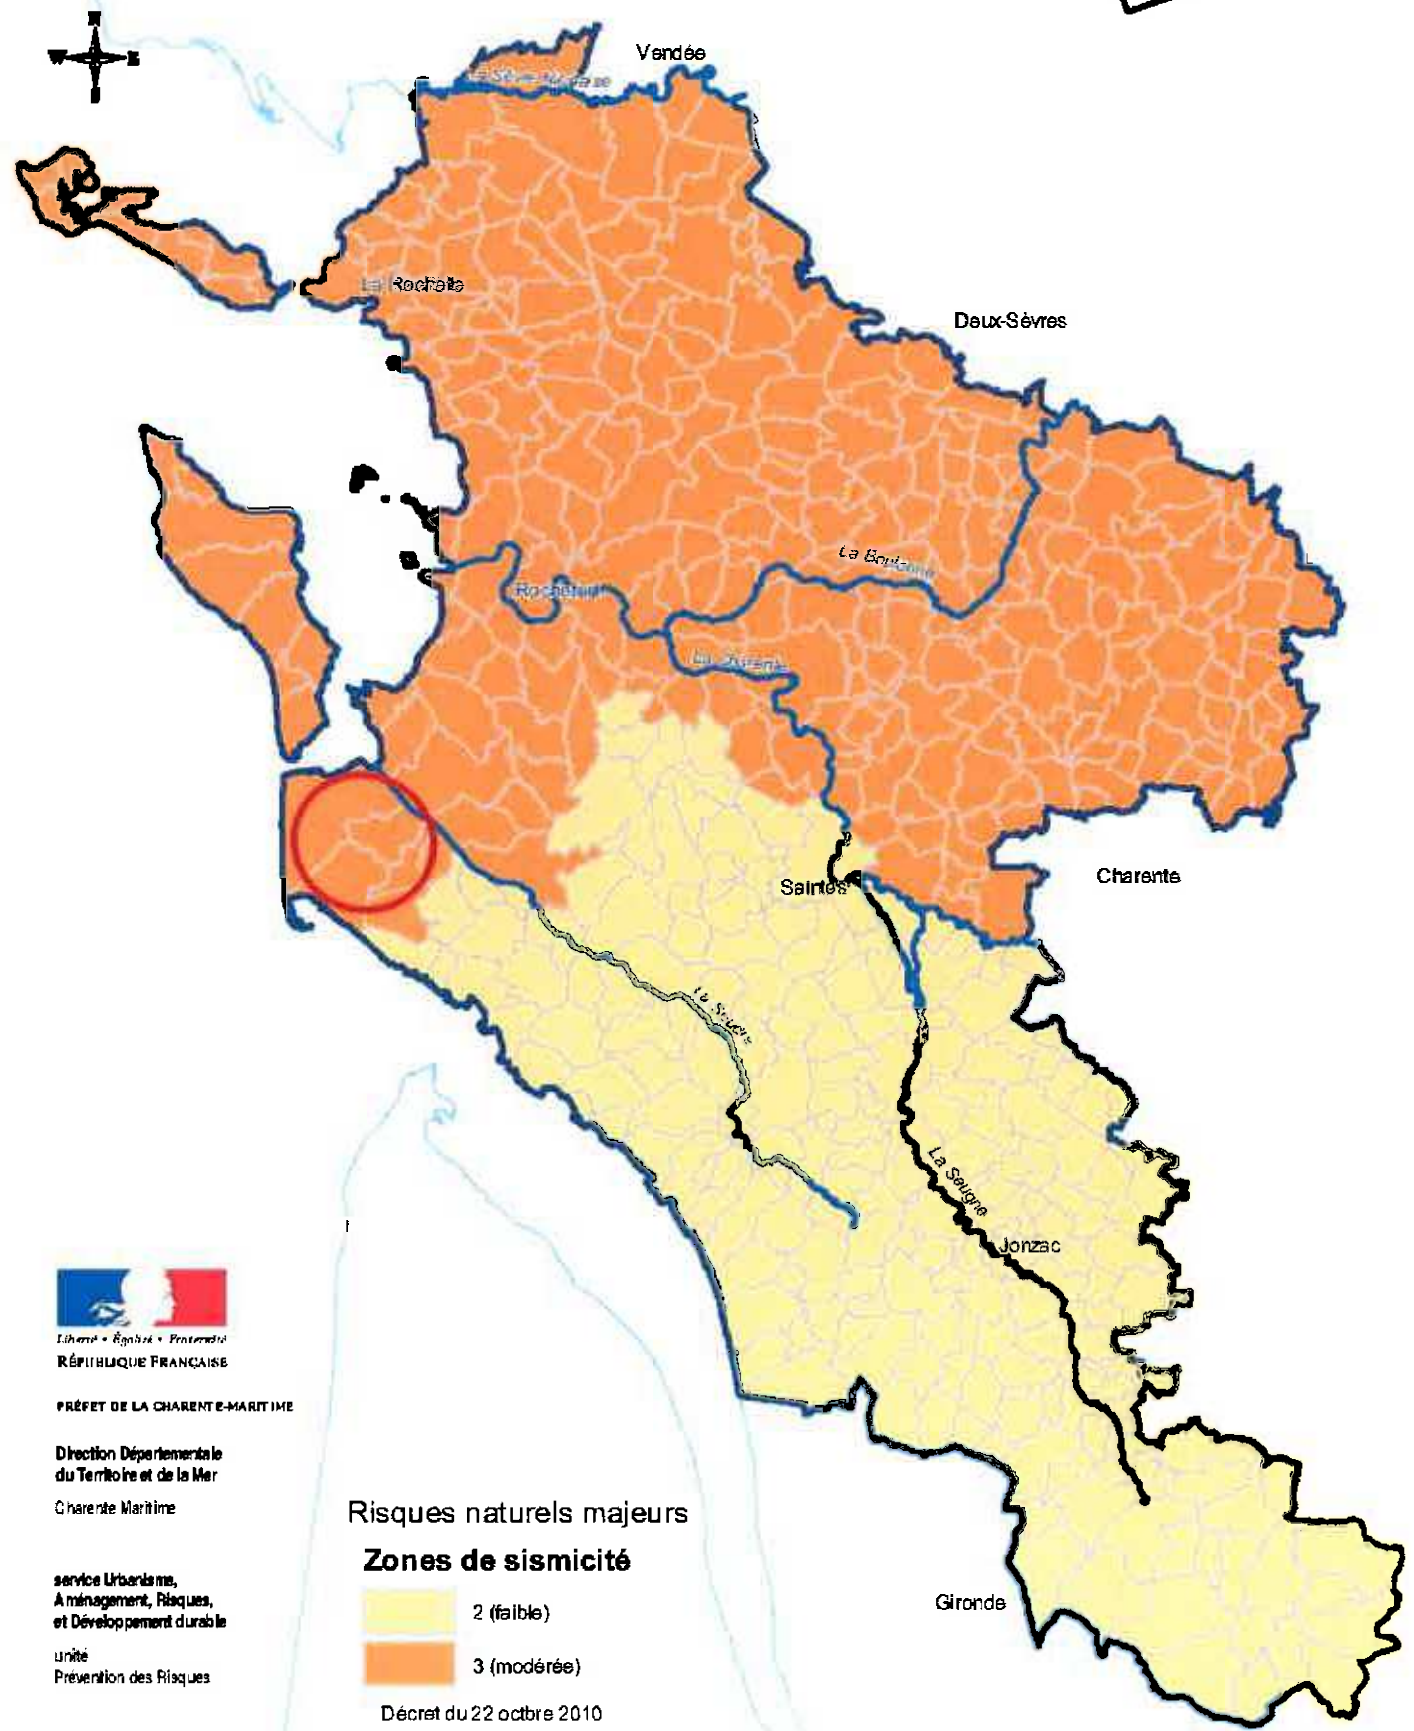 N
W E
Vendée
La Rochelle
Deux-Sèvres
La Boutonne
Rochefort
La Charente
Saintes
Charente
La Seudre
La Seugne
Jonzac
Liberté • Égalité • Fraternité
RÉPUBLIQUE FRANÇAISE
PRÉFET DE LA CHARENTE-MARITIME
Direction Départementale
du Territoire et de la Mer
Charente Maritime
service Urbanisme,
Aménagement, Risques,
et Développement durable
unité
Prévention des Risques
Risques naturels majeurs
Zones de sismicité
2 (faible)
3 (modérée)
Décret du 22 octbre 2010
Gironde